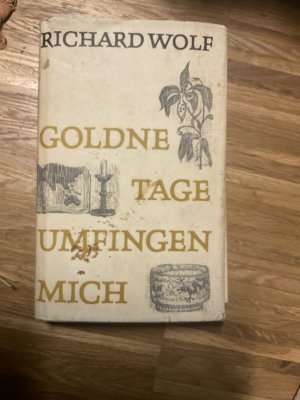 RICHARD WOLF
GOLDNE
TAGE
UMFINGEN
MICH